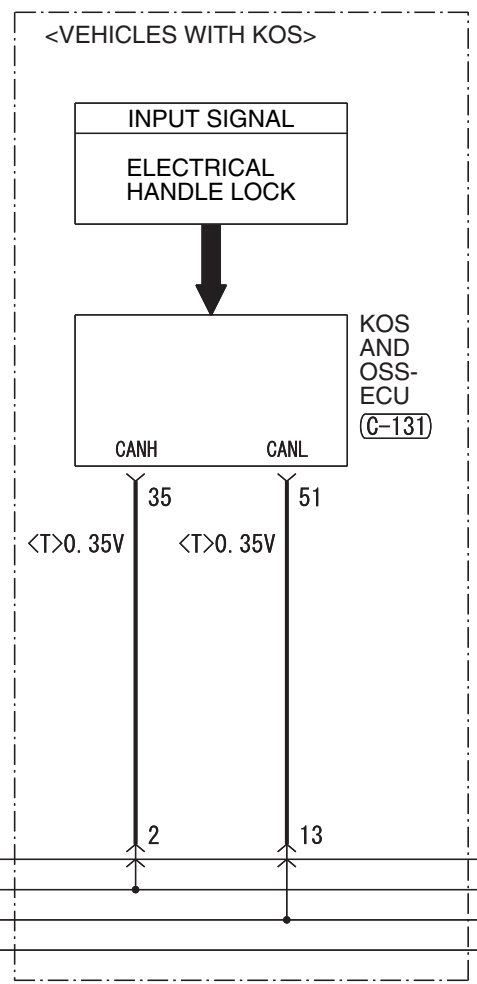 <VEHICLES WITH KOS>
INPUT SIGNAL
ELECTRICAL
HANDLE LOCK
KOS
AND
OSS-
ECU
C-131
CANH CANL
35 51
<T>0.35V <T>0.35V
2 13